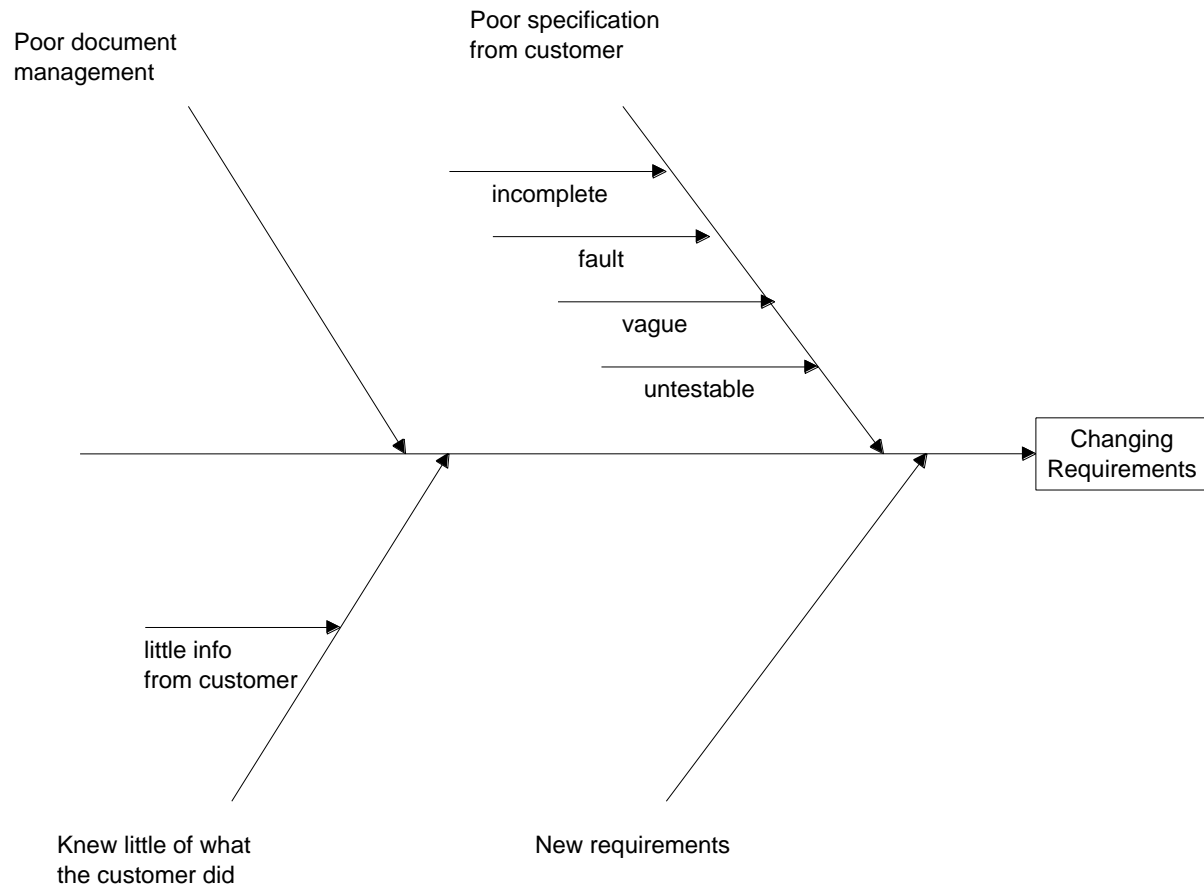 Poor specification
from customer
Poor document
management
incomplete
fault
vague
untestable
Changing
Requirements
little info
from customer
Knew little of what
the customer did
New requirements